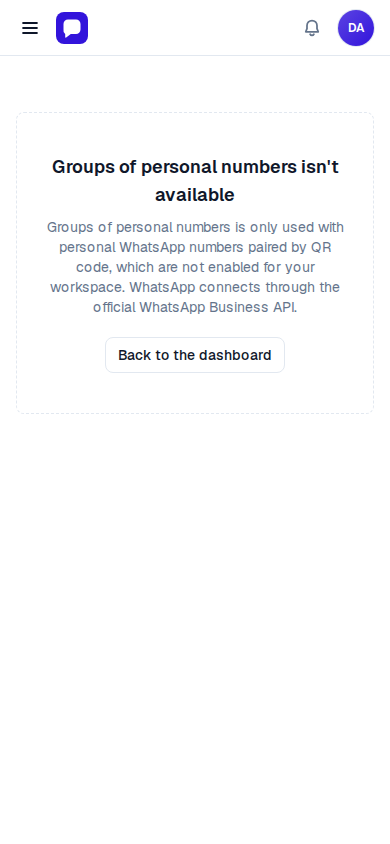 DA
Groups of personal numbers isn't
available
Groups of personal numbers is only used with
personal WhatsApp numbers paired by QR
code, which are not enabled for your
workspace. WhatsApp connects through the
official WhatsApp Business API.
Back to the dashboard